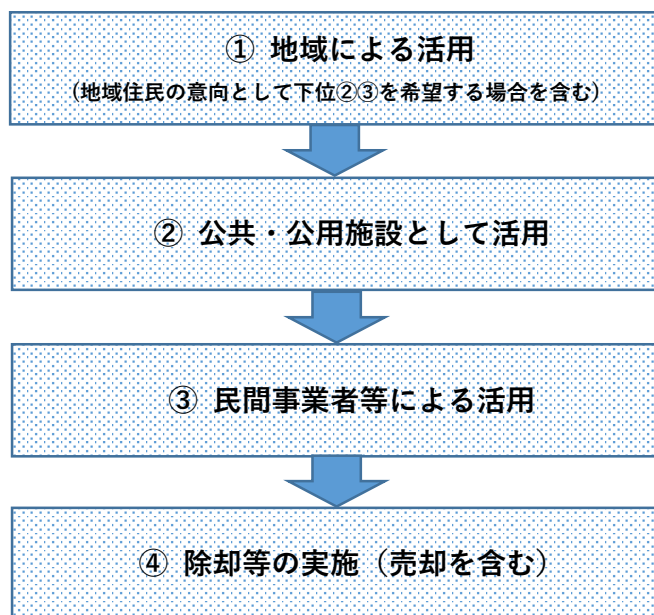 ① 地域による活用
(地域住民の意向として下位②③を希望する場合を含む)
② 公共・公用施設として活用
③ 民間事業者等による活用
④ 除却等の実施（売却を含む）